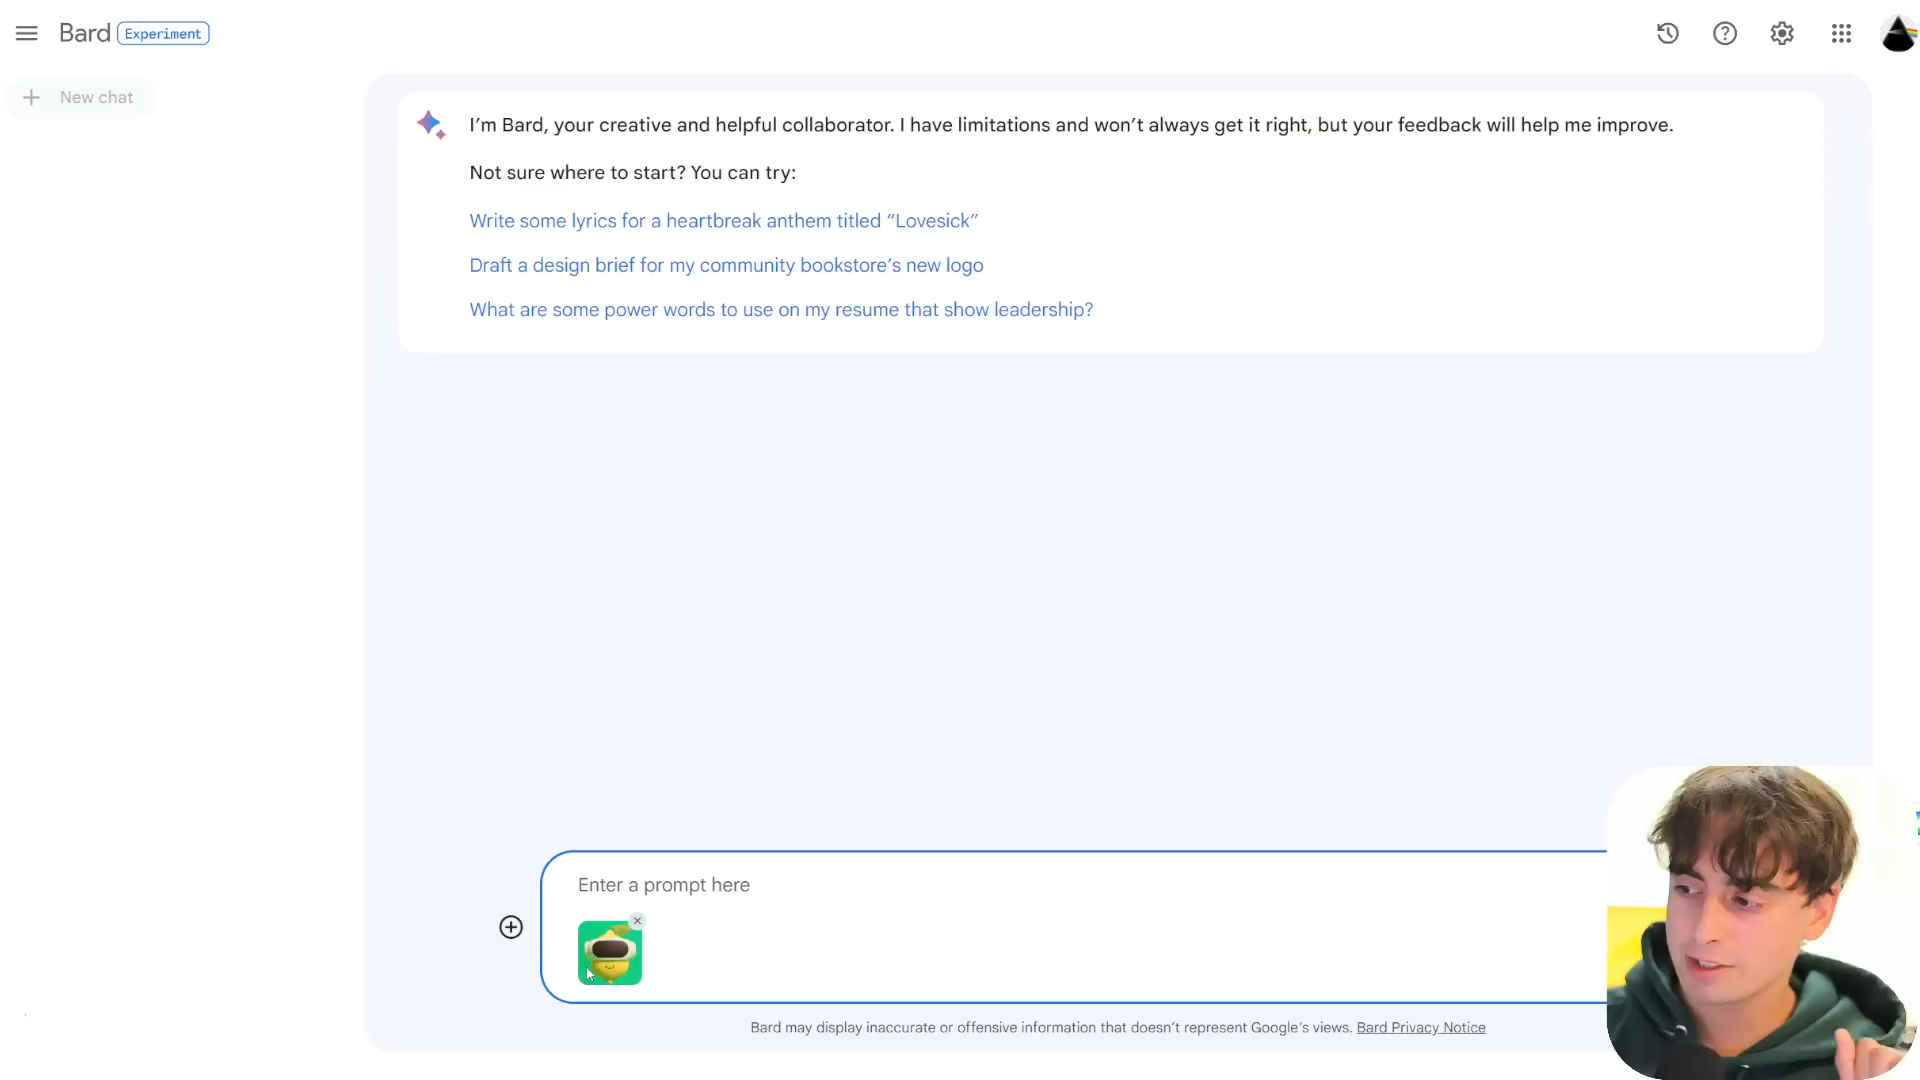 Bard Experiment
New chat
I’m Bard, your creative and helpful collaborator. I have limitations and won’t always get it right, but your feedback will help me improve.
Not sure where to start? You can try:
Write some lyrics for a heartbreak anthem titled “Lovesick”
Draft a design brief for my community bookstore’s new logo
What are some power words to use on my resume that show leadership?
Enter a prompt here
Bard may display inaccurate or offensive information that doesn’t represent Google’s views. Bard Privacy Notice